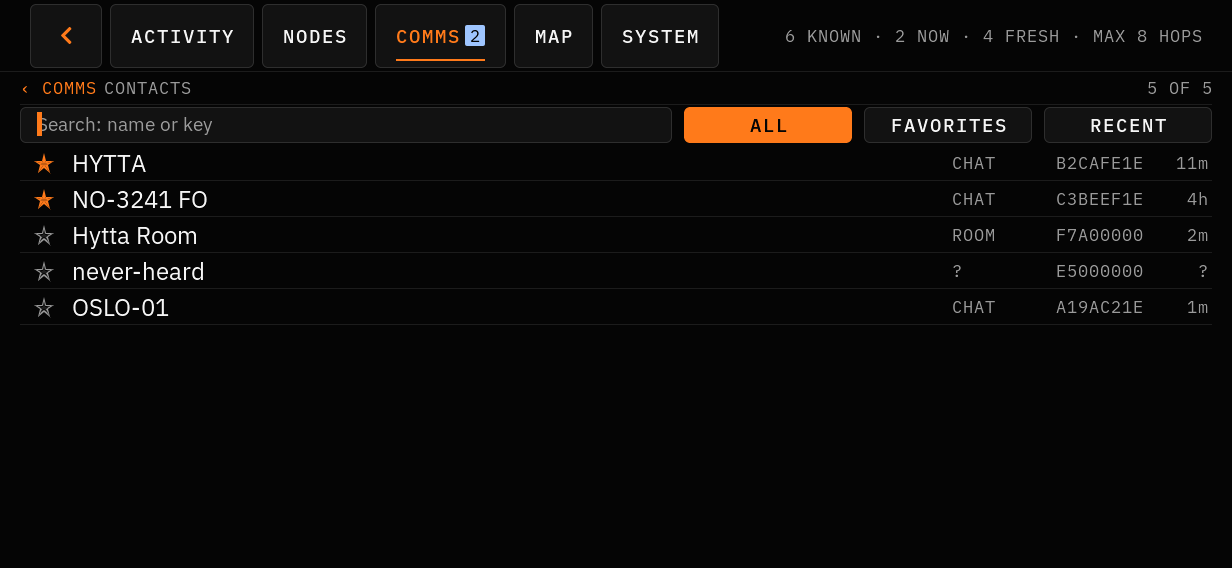 ACTIVITY NODES COMMS 2 MAP SYSTEM 6 KNOWN · 2 NOW · 4 FRESH · MAX 8 HOPS
‹ COMMS CONTACTS 5 OF 5
Search: name or key ALL FAVORITES RECENT
HYTTA CHAT B2CAFE1E 11m
NO-3241 FO CHAT C3BEEF1E 4h
Hytta Room ROOM F7A00000 2m
never-heard ? E5000000 ?
OSLO-01 CHAT A19AC21E 1m